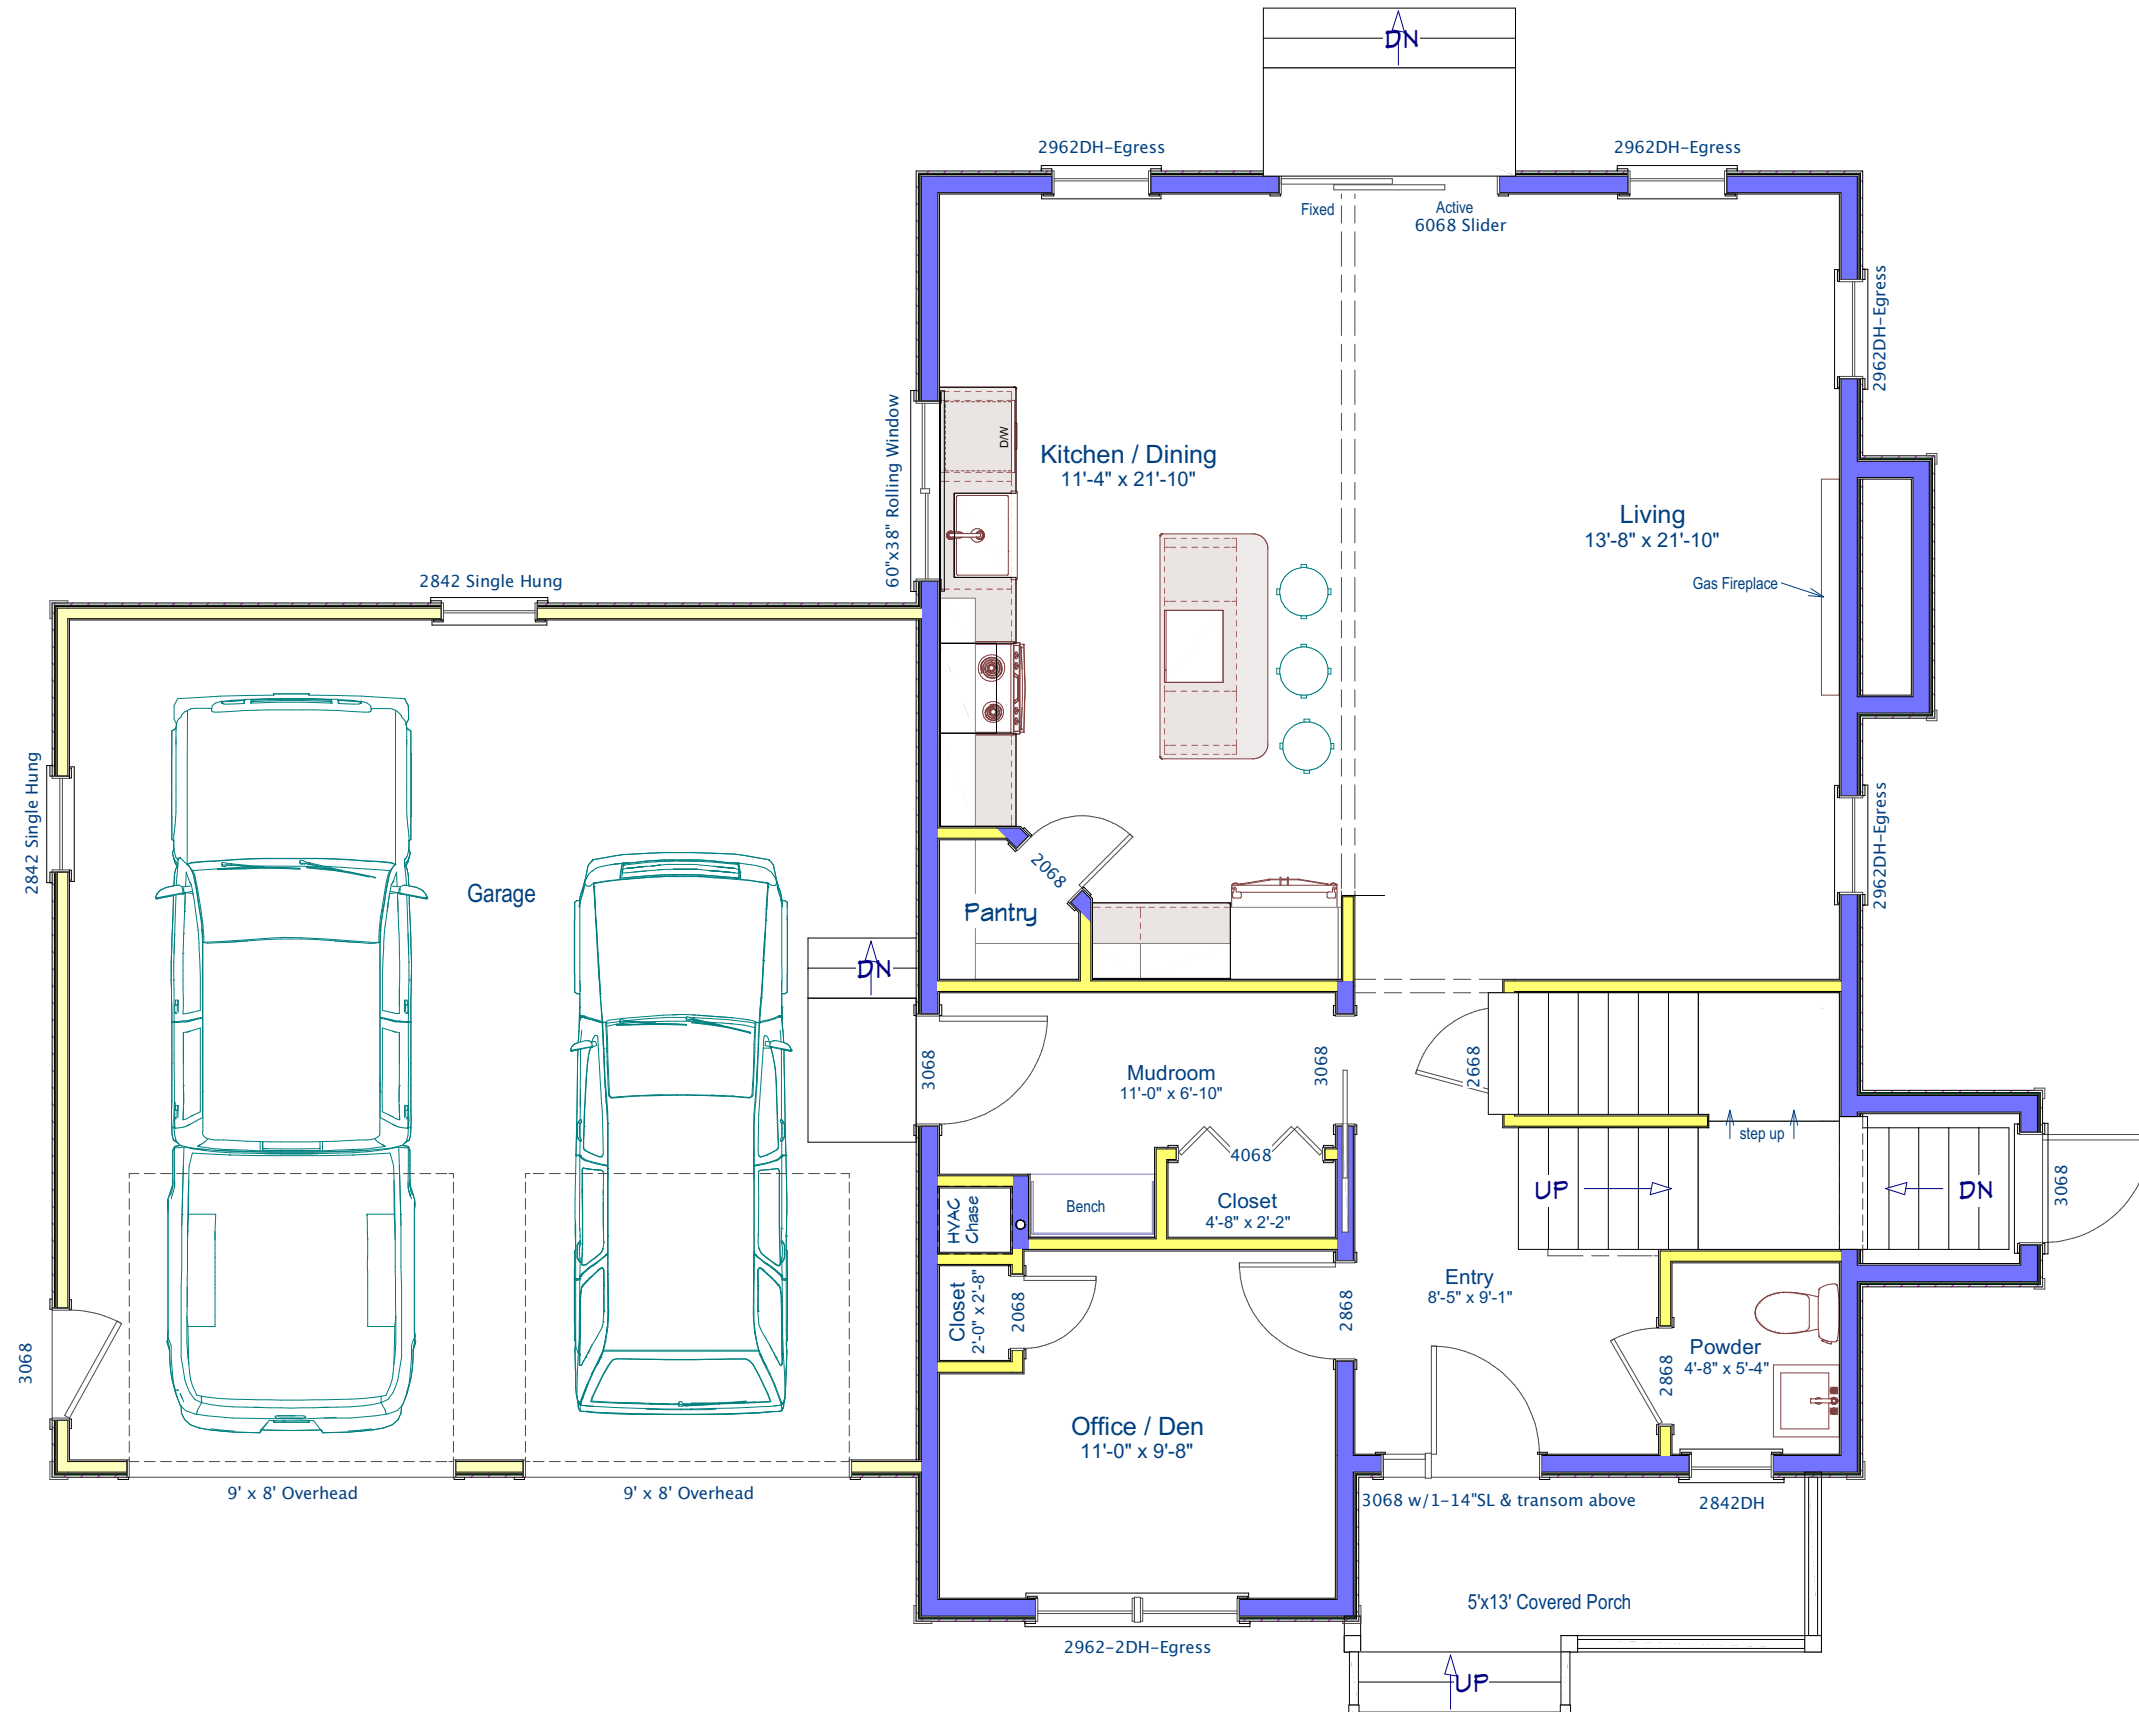 DN
2962DH-Egress
2962DH-Egress
Fixed
Active
6068 Slider
2962DH-Egress
60"x38" Rolling Window
D/W
Kitchen / Dining
11'-4" x 21'-10"
Living
13'-8" x 21'-10"
Gas Fireplace
2842 Single Hung
2842 Single Hung
2962DH-Egress
Garage
2068
Pantry
DN
3068
Mudroom
11'-0" x 6'-10"
3068
2668
step up
4068
UP
DN
3068
HVAC
Chase
Bench
Closet
4'-8" x 2'-2"
Closet
2'-0" x 2'-8"
2068
2868
Entry
8'-5" x 9'-1"
3068
2868
Powder
4'-8" x 5'-4"
Office / Den
11'-0" x 9'-8"
9' x 8' Overhead
9' x 8' Overhead
3068 w/1-14"SL & transom above
2842DH
5'x13' Covered Porch
2962-2DH-Egress
UP